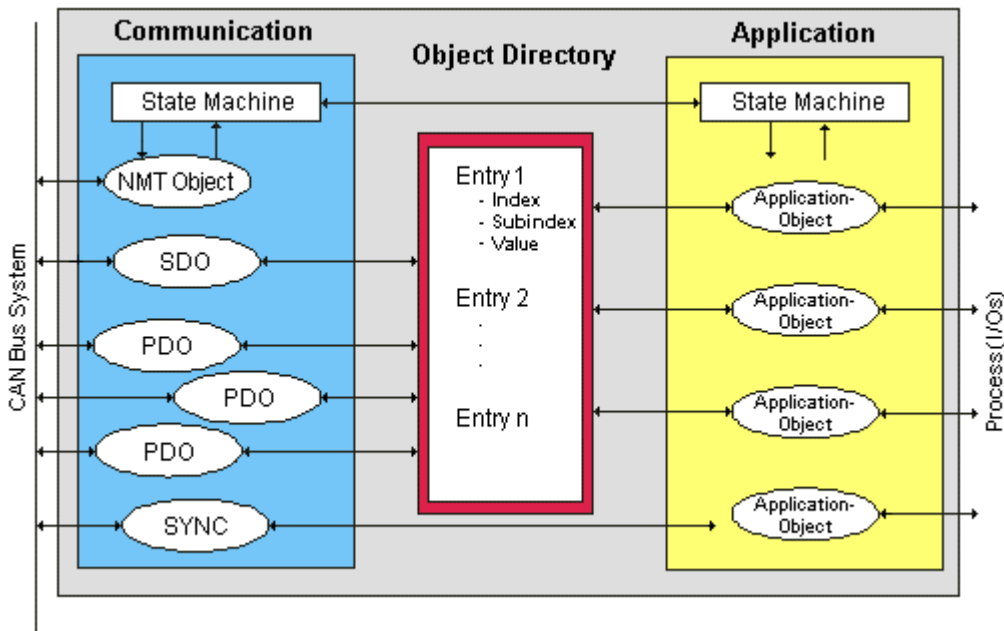 Communication
Object Directory
Application
State Machine
NMT Object
SDO
PDO
PDO
PDO
SYNC
CAN Bus System
Entry 1
- Index
- Subindex
- Value
Entry 2
.
.
.
Entry n
State Machine
Application-
Object
Application-
Object
Application-
Object
Application-
Object
Process(I/Os)